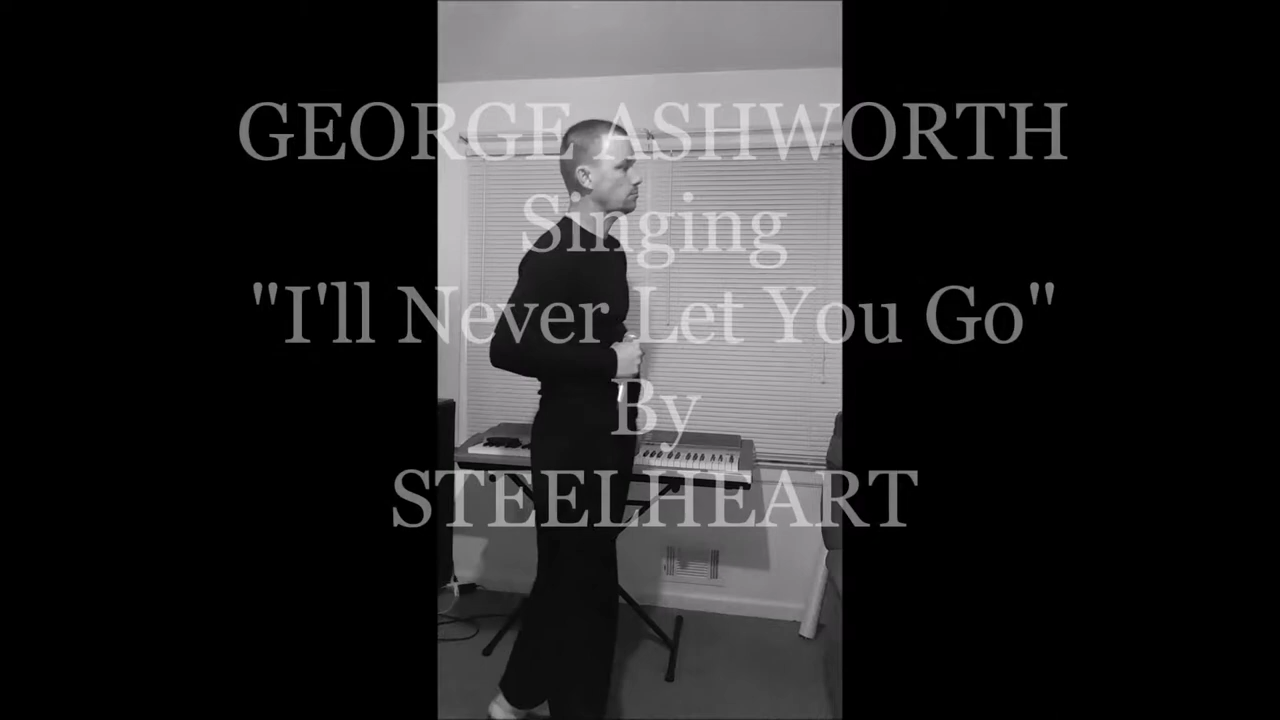 GEORGE ASHWORTH
Singing
"I'll Never Let You Go"
By
STEELHEART